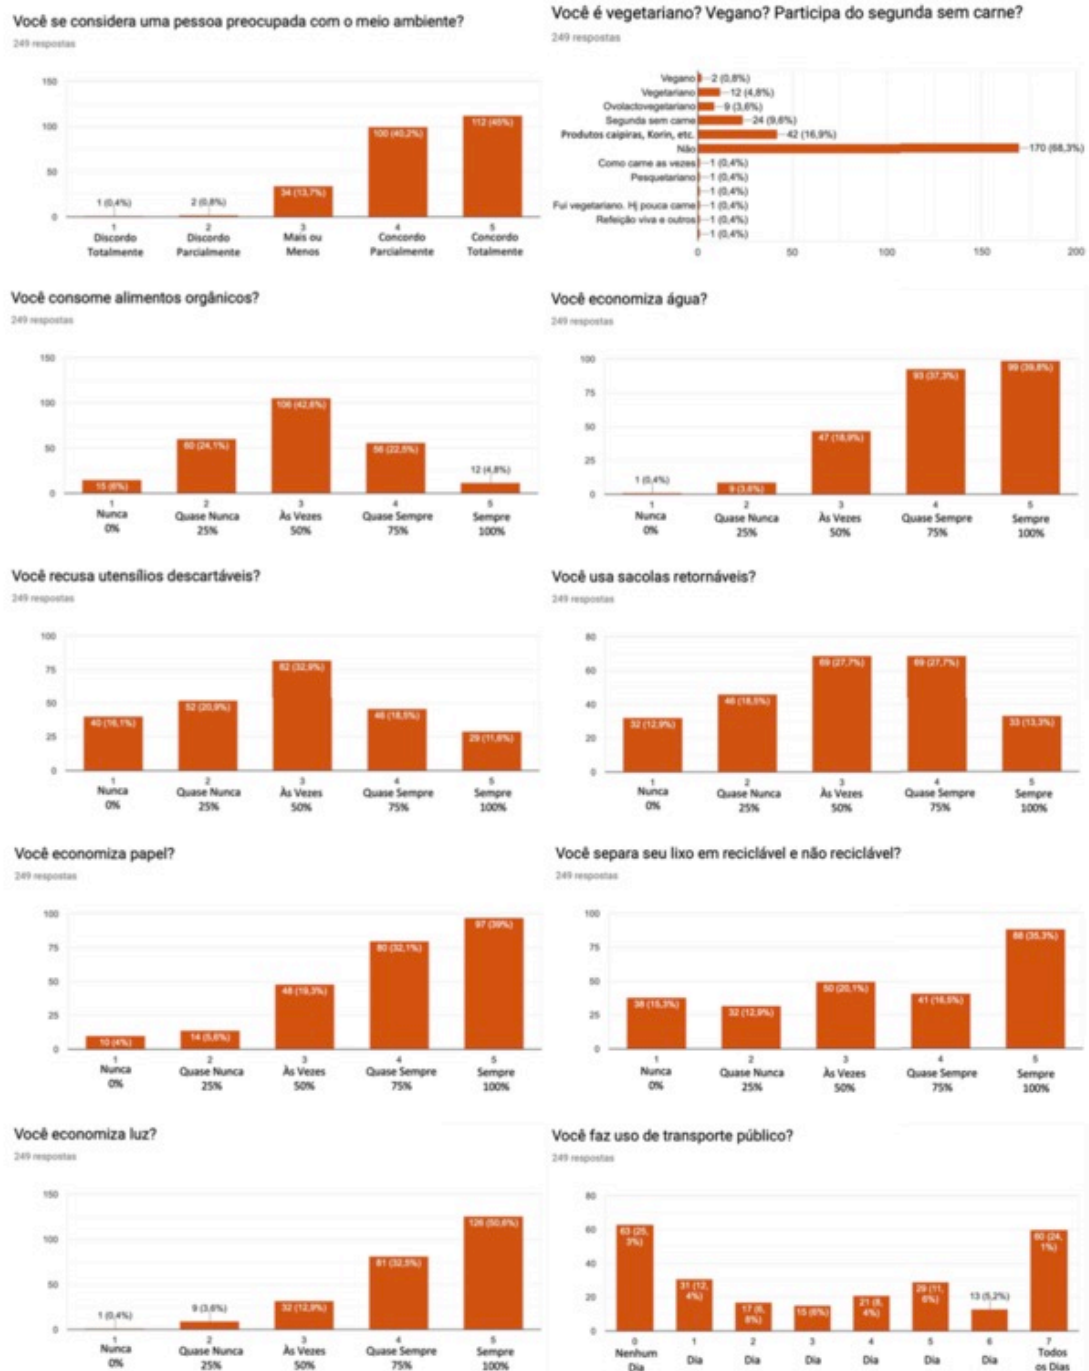 Você se considera uma pessoa preocupada com o meio ambiente?
249 respostas
150
100
50
0
1 (0,4%)
2 (0,8%)
34 (13,7%)
100 (40,2%)
112 (45%)
1 2 3 4 5
Discordo Discordo Mais ou Concordo Concordo
Totalmente Parcialmente Menos Parcialmente Totalmente
Você é vegetariano? Vegano? Participa do segunda sem carne?
249 respostas
Vegano 2 (0,8%)
Vegetariano 12 (4,8%)
Ovolactovegetariano 9 (3,6%)
Segunda sem carne 24 (9,6%)
Produtos caipiras, Korin, etc. 42 (16,9%)
Não 170 (68,3%)
Como carne as vezes 1 (0,4%)
Pesquetariano 1 (0,4%)
1 (0,4%)
Fui vegetariano. Hj pouca carne 1 (0,4%)
Refeição viva e outros 1 (0,4%)
1 (0,4%)
0 50 100 150 200
Você consome alimentos orgânicos?
249 respostas
150
100
50
0
15 (6%)
60 (24,1%)
106 (42,6%)
56 (22,5%)
12 (4,8%)
1 2 3 4 5
Nunca Quase Nunca Às Vezes Quase Sempre Sempre
0% 25% 50% 75% 100%
Você economiza água?
249 respostas
100
75
50
25
0
1 (0,4%)
9 (3,6%)
47 (18,9%)
93 (37,3%)
99 (39,8%)
1 2 3 4 5
Nunca Quase Nunca Às Vezes Quase Sempre Sempre
0% 25% 50% 75% 100%
Você recusa utensílios descartáveis?
249 respostas
100
75
50
25
0
40 (16,1%)
52 (20,9%)
82 (32,9%)
46 (18,5%)
29 (11,6%)
1 2 3 4 5
Nunca Quase Nunca Às Vezes Quase Sempre Sempre
0% 25% 50% 75% 100%
Você usa sacolas retornáveis?
249 respostas
80
60
40
20
0
32 (12,9%)
46 (18,5%)
69 (27,7%)
69 (27,7%)
33 (13,3%)
1 2 3 4 5
Nunca Quase Nunca Às Vezes Quase Sempre Sempre
0% 25% 50% 75% 100%
Você economiza papel?
249 respostas
100
75
50
25
0
10 (4%)
14 (5,6%)
48 (19,3%)
80 (32,1%)
97 (39%)
1 2 3 4 5
Nunca Quase Nunca Às Vezes Quase Sempre Sempre
0% 25% 50% 75% 100%
Você separa seu lixo em reciclável e não reciclável?
249 respostas
100
75
50
25
0
38 (15,3%)
32 (12,9%)
50 (20,1%)
41 (16,5%)
88 (35,3%)
1 2 3 4 5
Nunca Quase Nunca Às Vezes Quase Sempre Sempre
0% 25% 50% 75% 100%
Você economiza luz?
249 respostas
150
100
50
0
1 (0,4%)
9 (3,6%)
32 (12,9%)
81 (32,5%)
126 (50,6%)
1 2 3 4 5
Nunca Quase Nunca Às Vezes Quase Sempre Sempre
0% 25% 50% 75% 100%
Você faz uso de transporte público?
249 respostas
80
60
40
20
0
63 (25,
3%)
31 (12,
4%)
17 (6,
8%)
15 (6%)
21 (8,
4%)
29 (11,
6%)
13 (5,2%)
60 (24,
1%)
0 1 2 3 4 5 6 7
Nenhum Dia Dia Dia Dia Dia Dia Todos
Dia os Dias